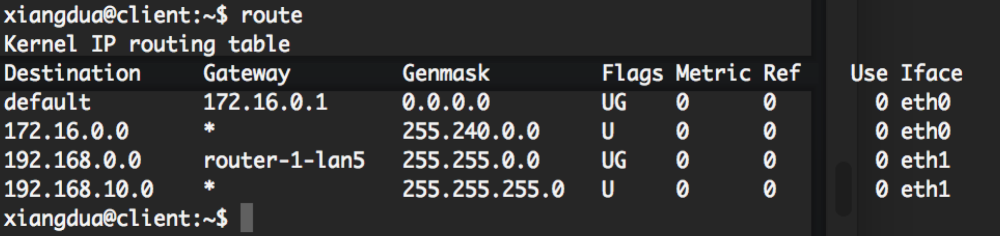 xiangdua@client:~$ route
Kernel IP routing table
Destination     Gateway         Genmask         Flags Metric Ref    Use Iface
default         172.16.0.1      0.0.0.0         UG    0      0        0 eth0
172.16.0.0      *               255.240.0.0     U     0      0        0 eth0
192.168.0.0     router-1-lan5   255.255.0.0     UG    0      0        0 eth1
192.168.10.0    *               255.255.255.0   U     0      0        0 eth1
xiangdua@client:~$